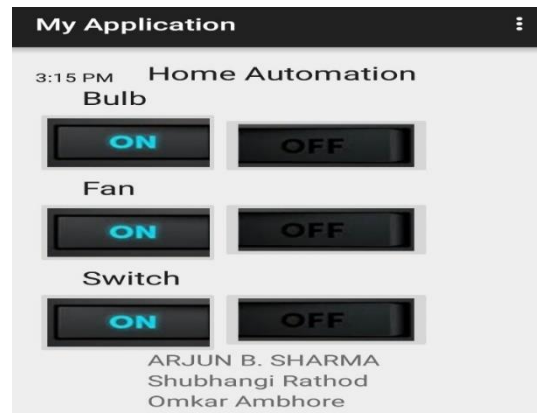 My Application
3:15 PM Home Automation
Bulb
ON OFF
Fan
ON OFF
Switch
ON OFF
ARJUN B. SHARMA
Shubhangi Rathod
Omkar Ambhore